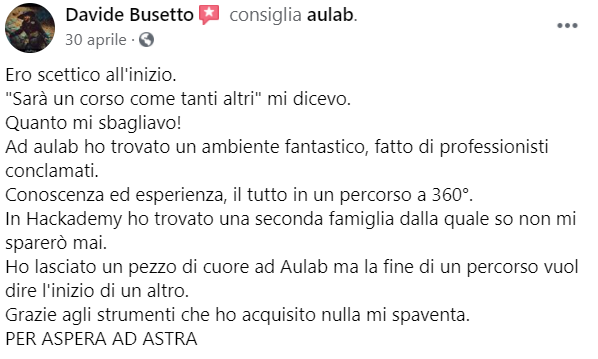 Davide Busetto consiglia aulab.
30 aprile ·
Ero scettico all'inizio.
"Sarà un corso come tanti altri" mi dicevo.
Quanto mi sbagliavo!
Ad aulab ho trovato un ambiente fantastico, fatto di professionisti
conclamati.
Conoscenza ed esperienza, il tutto in un percorso a 360°.
In Hackademy ho trovato una seconda famiglia dalla quale so non mi
sparerò mai.
Ho lasciato un pezzo di cuore ad Aulab ma la fine di un percorso vuol
dire l'inizio di un altro.
Grazie agli strumenti che ho acquisito nulla mi spaventa.
PER ASPERA AD ASTRA